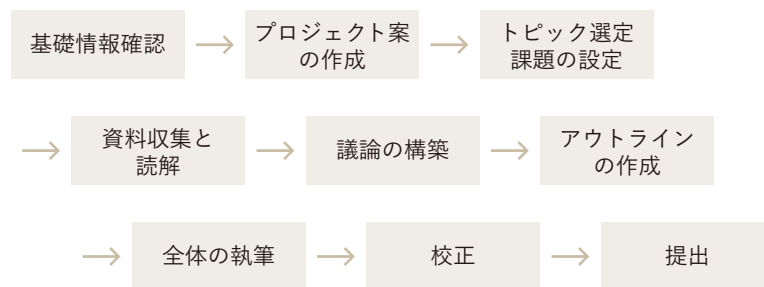 基礎情報確認
プロジェクト案
の作成
トピック選定
課題の設定
資料収集と
読解
議論の構築
アウトライン
の作成
全体の執筆
校正
提出